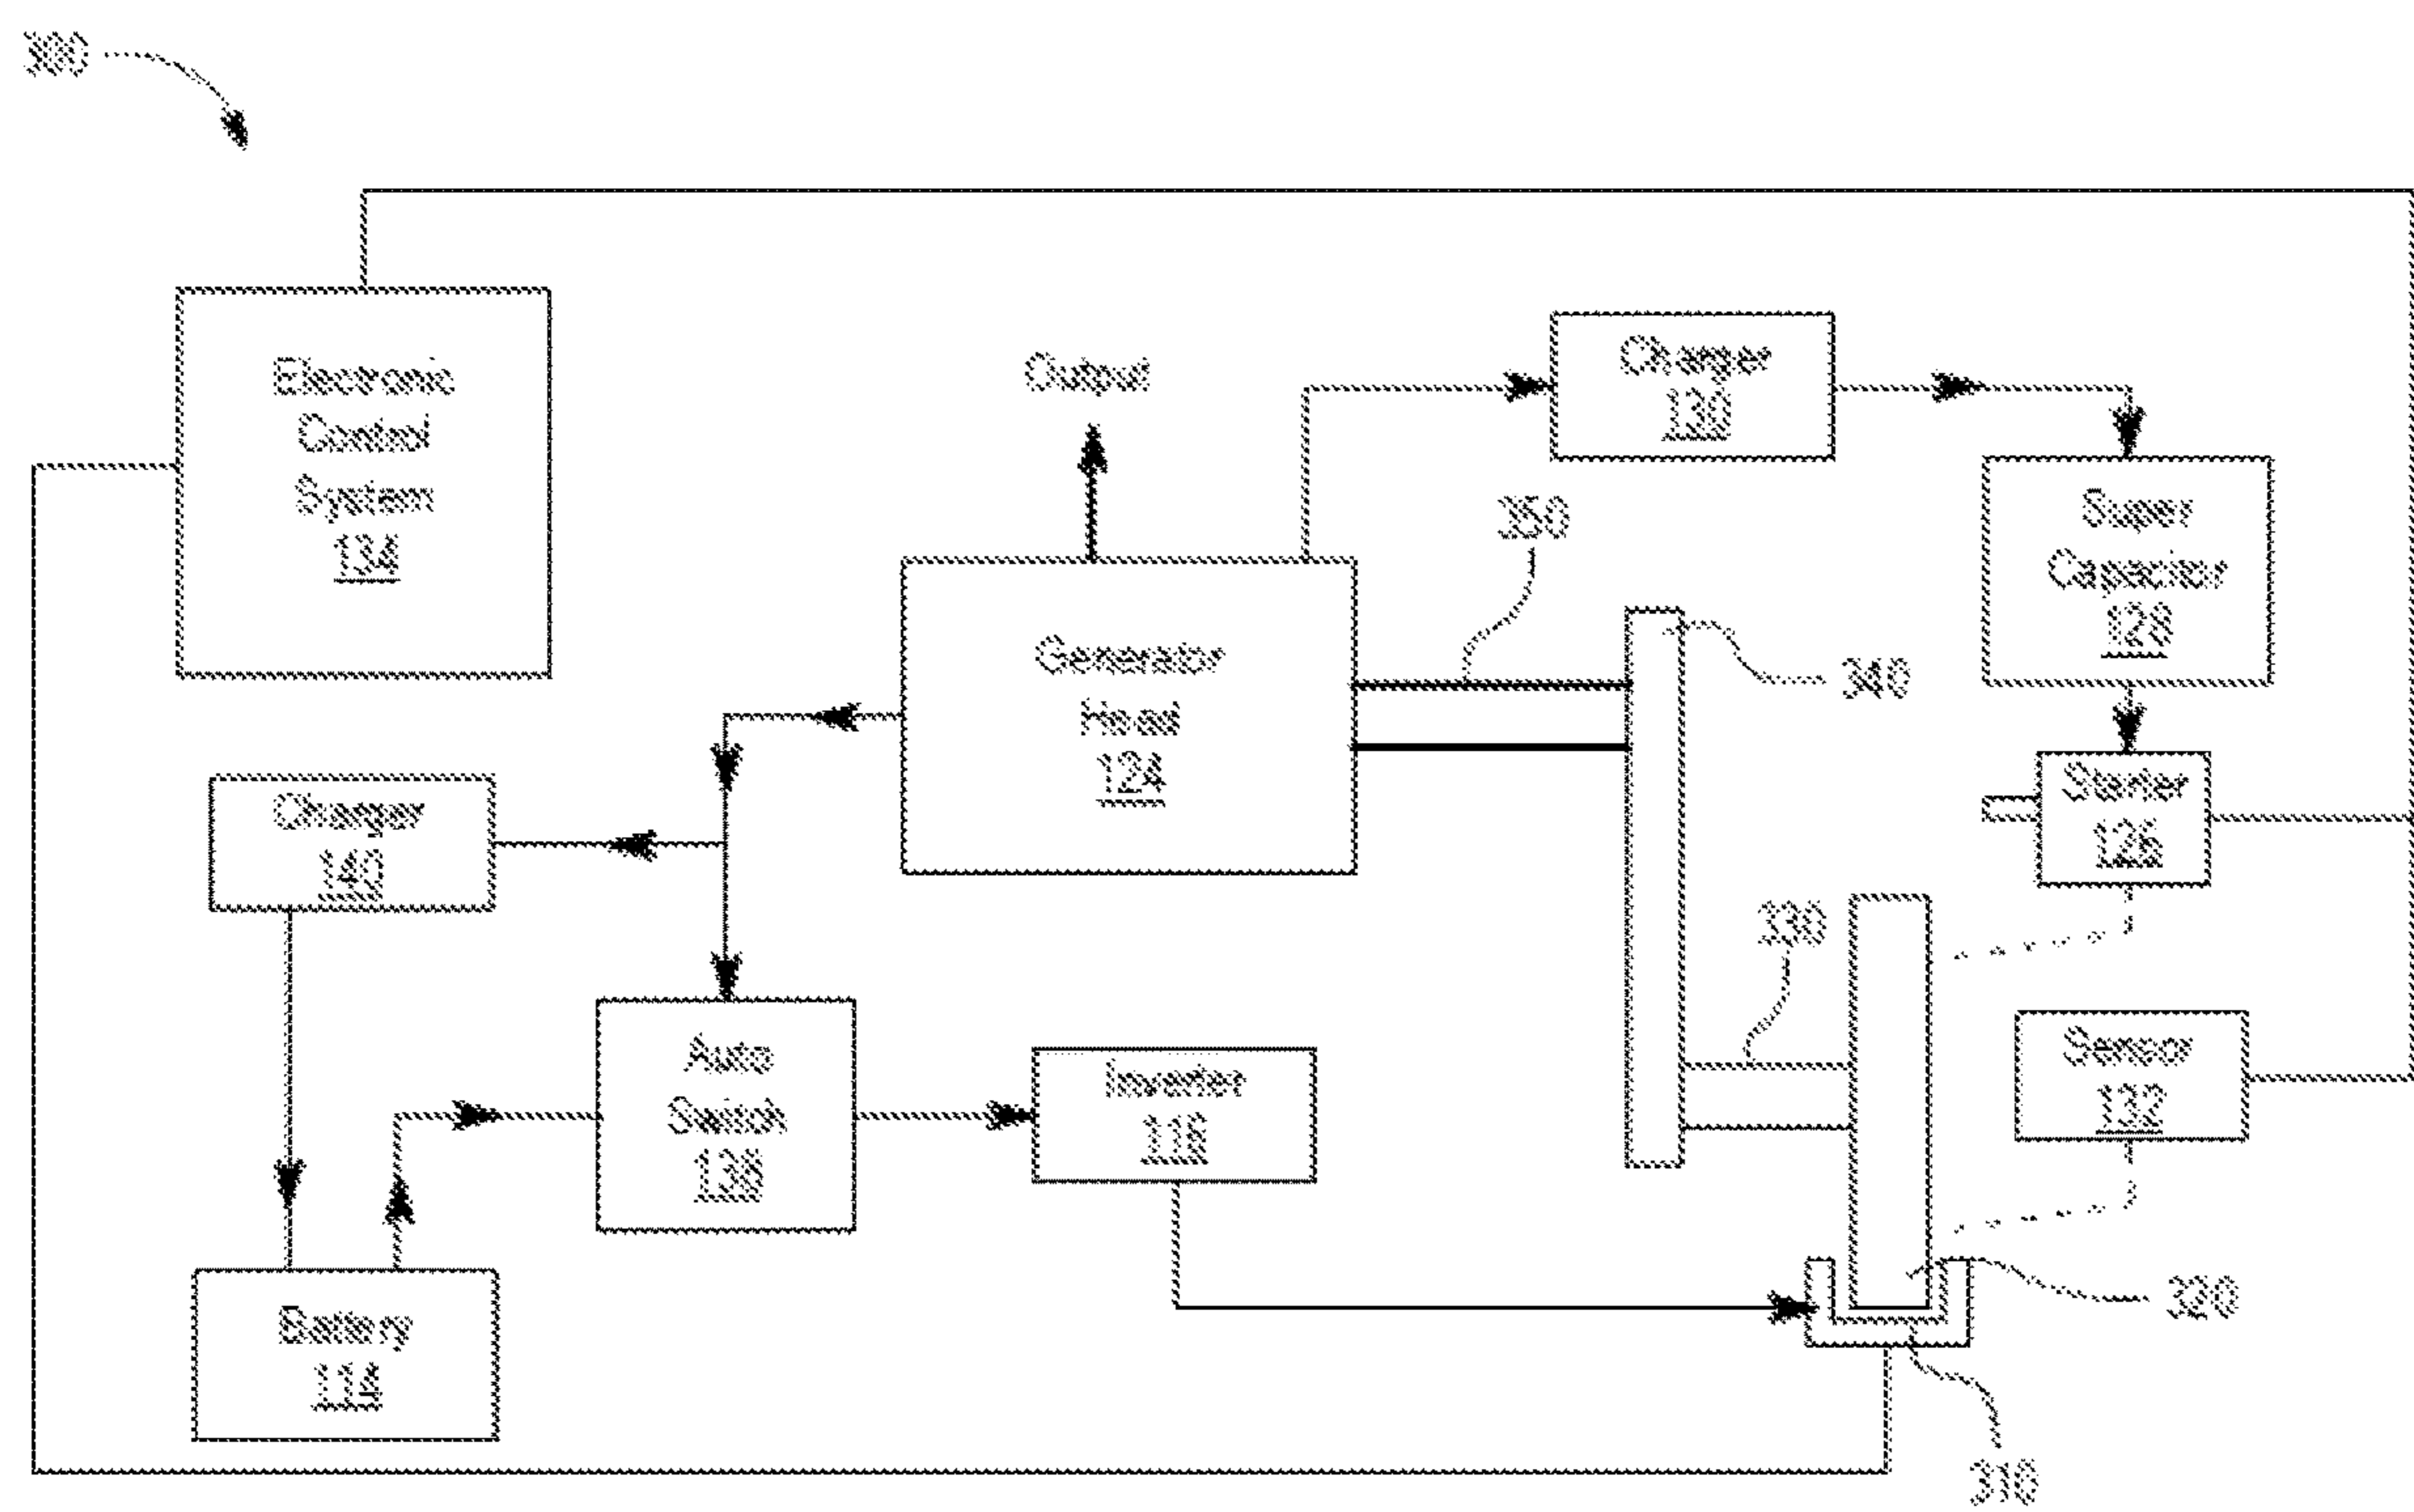 300
Electronic
Control
System
134
Output
Charger
130
350
Super
Capacitor
128
Generator
Head
124
340
Starter
126
Charger
140
330
Auto
Switch
138
Inverter
116
Sensor
132
Battery
114
320
310